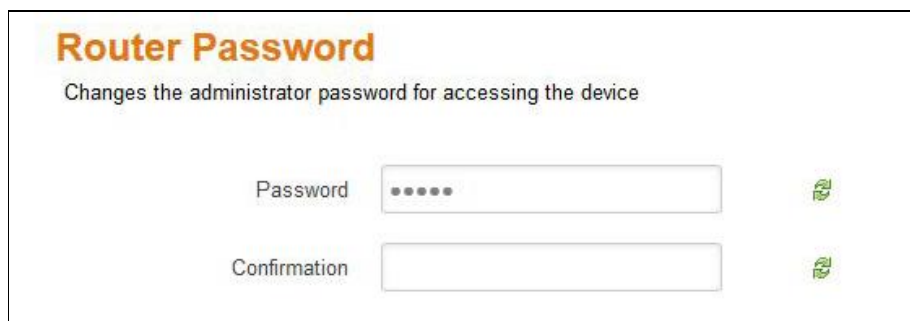 Router Password
Changes the administrator password for accessing the device
Password •••••
Confirmation